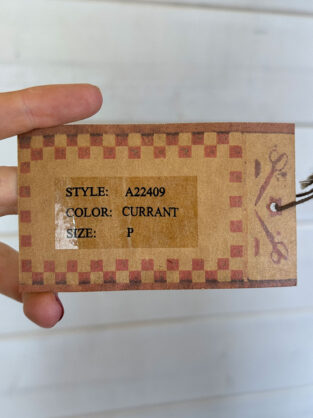 STYLE: A22409
COLOR: CURRANT
SIZE: P